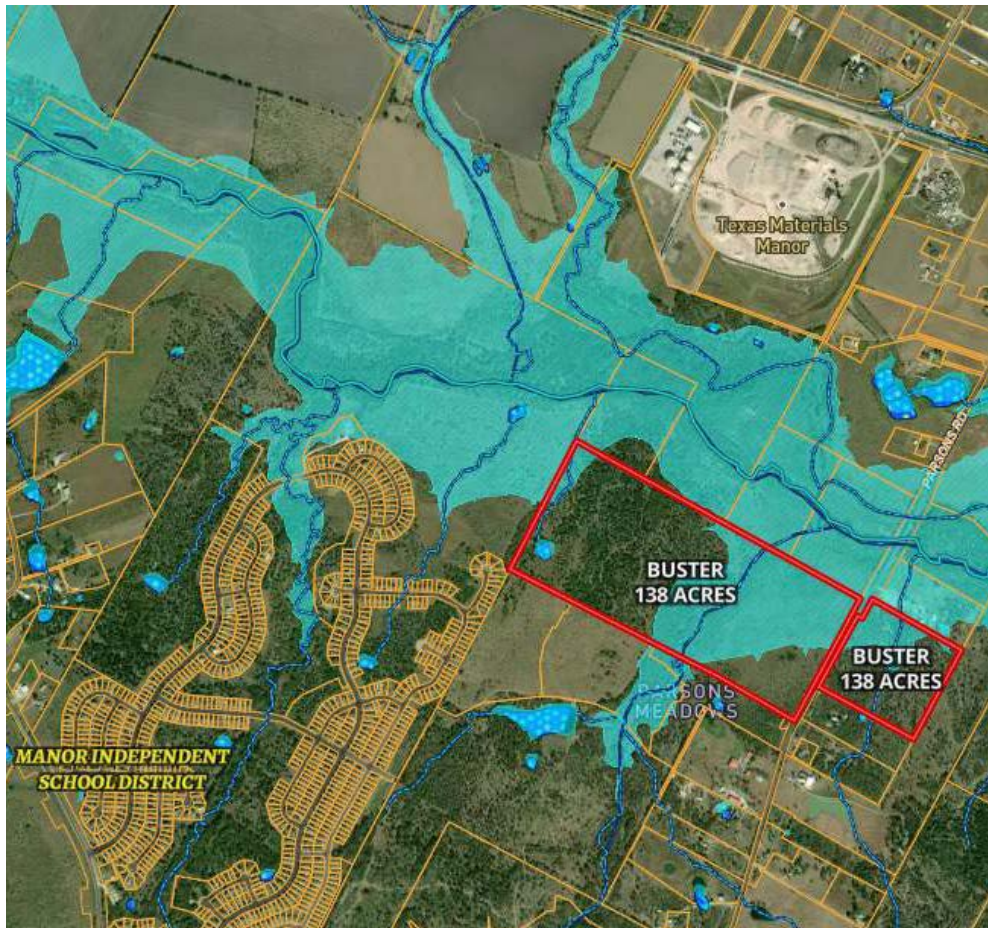 Texas Materials
Manor
PARSONS RD
BUSTER
138 ACRES
BUSTER
138 ACRES
PARSONS
MEADOWS
MANOR INDEPENDENT
SCHOOL DISTRICT